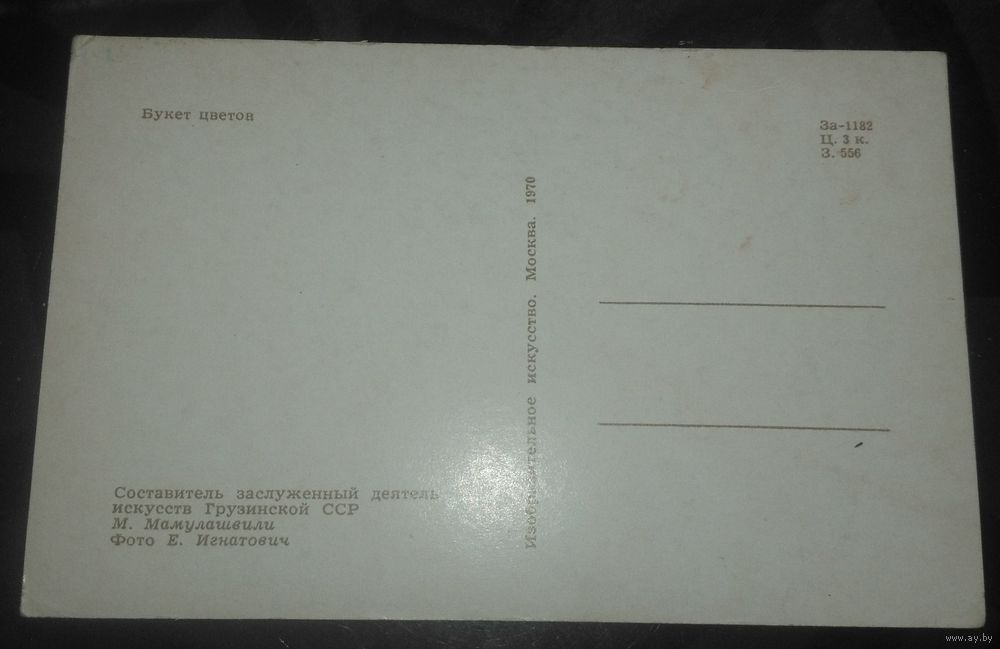 Букет цветов
За-1182
Ц. 3 к.
З. 556
Изобразительное искусство. Москва. 1970
Составитель заслуженный деятель
искусств Грузинской ССР
М. Мамулашвили
Фото Е. Игнатович
www.ay.by